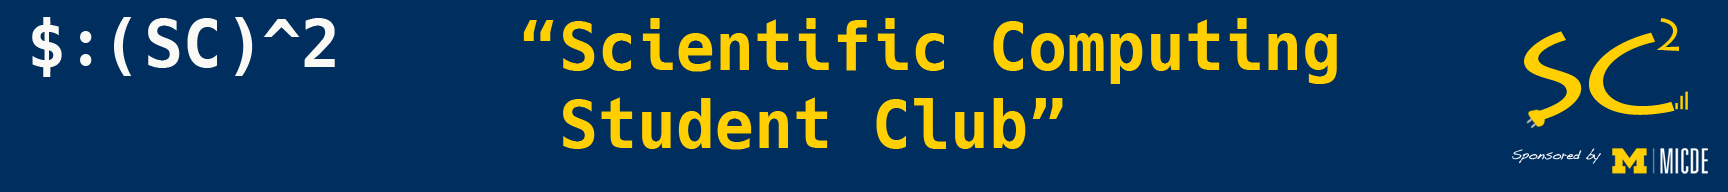 $:(SC)^2
“Scientific Computing
Student Club”
SC2
Sponsored by M | MICDE